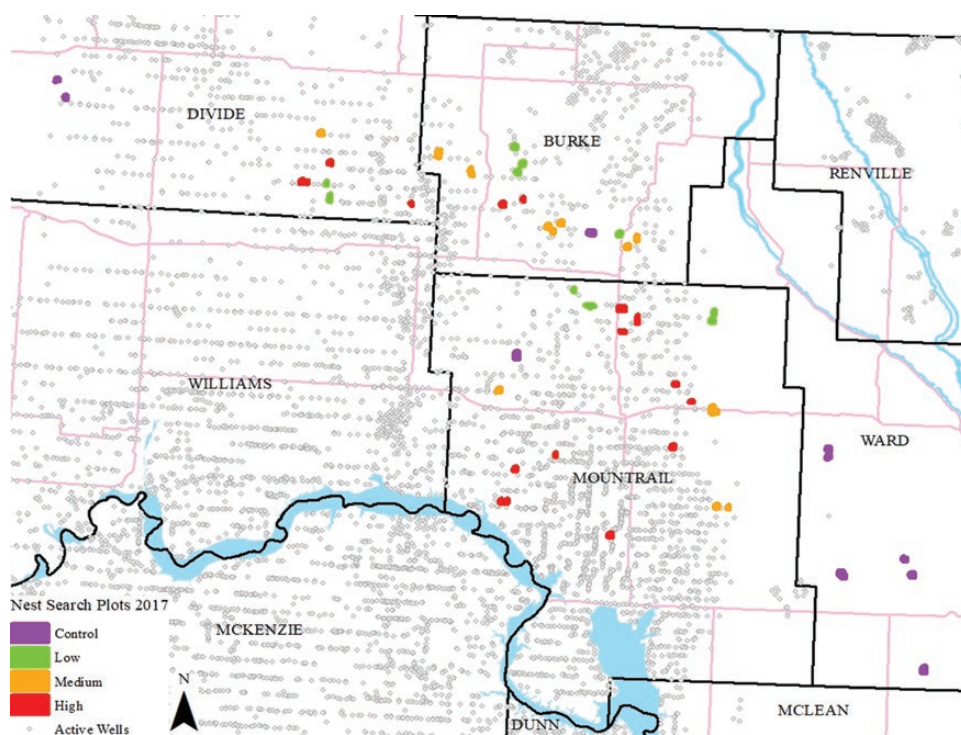 DIVIDE
BURKE
RENVILLE
WILLIAMS
WARD
MOUNTRAIL
Nest Search Plots 2017
Control
Low
Medium
High
Active Wells
N
MCKENZIE
DUNN
MCLEAN